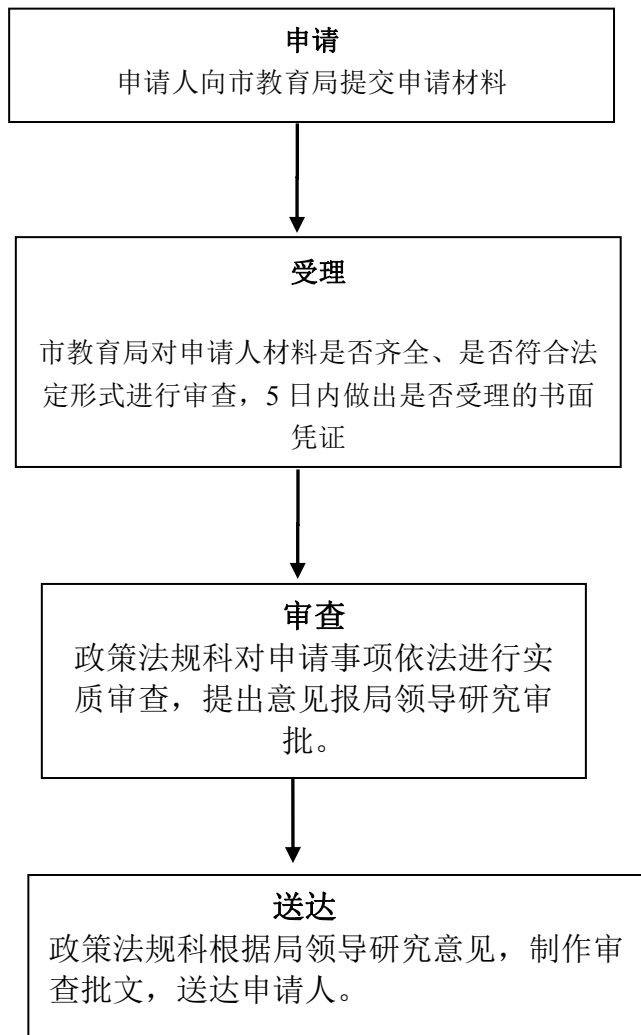 申请
申请人向市教育局提交申请材料
受理
市教育局对申请人材料是否齐全、是否符合法
定形式进行审查，5 日内做出是否受理的书面
凭证
审查
政策法规科对申请事项依法进行实
质审查，提出意见报局领导研究审
批。
送达
政策法规科根据局领导研究意见，制作审
查批文，送达申请人。